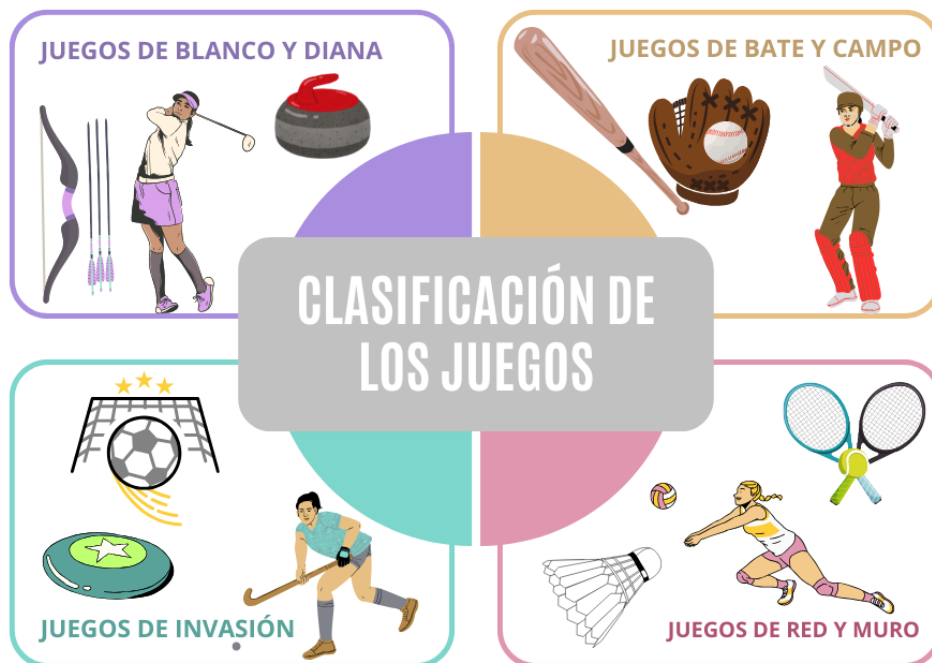 JUEGOS DE BLANCO Y DIANA
JUEGOS DE BATE Y CAMPO
CLASIFICACIÓN DE
LOS JUEGOS
JUEGOS DE INVASIÓN
JUEGOS DE RED Y MURO